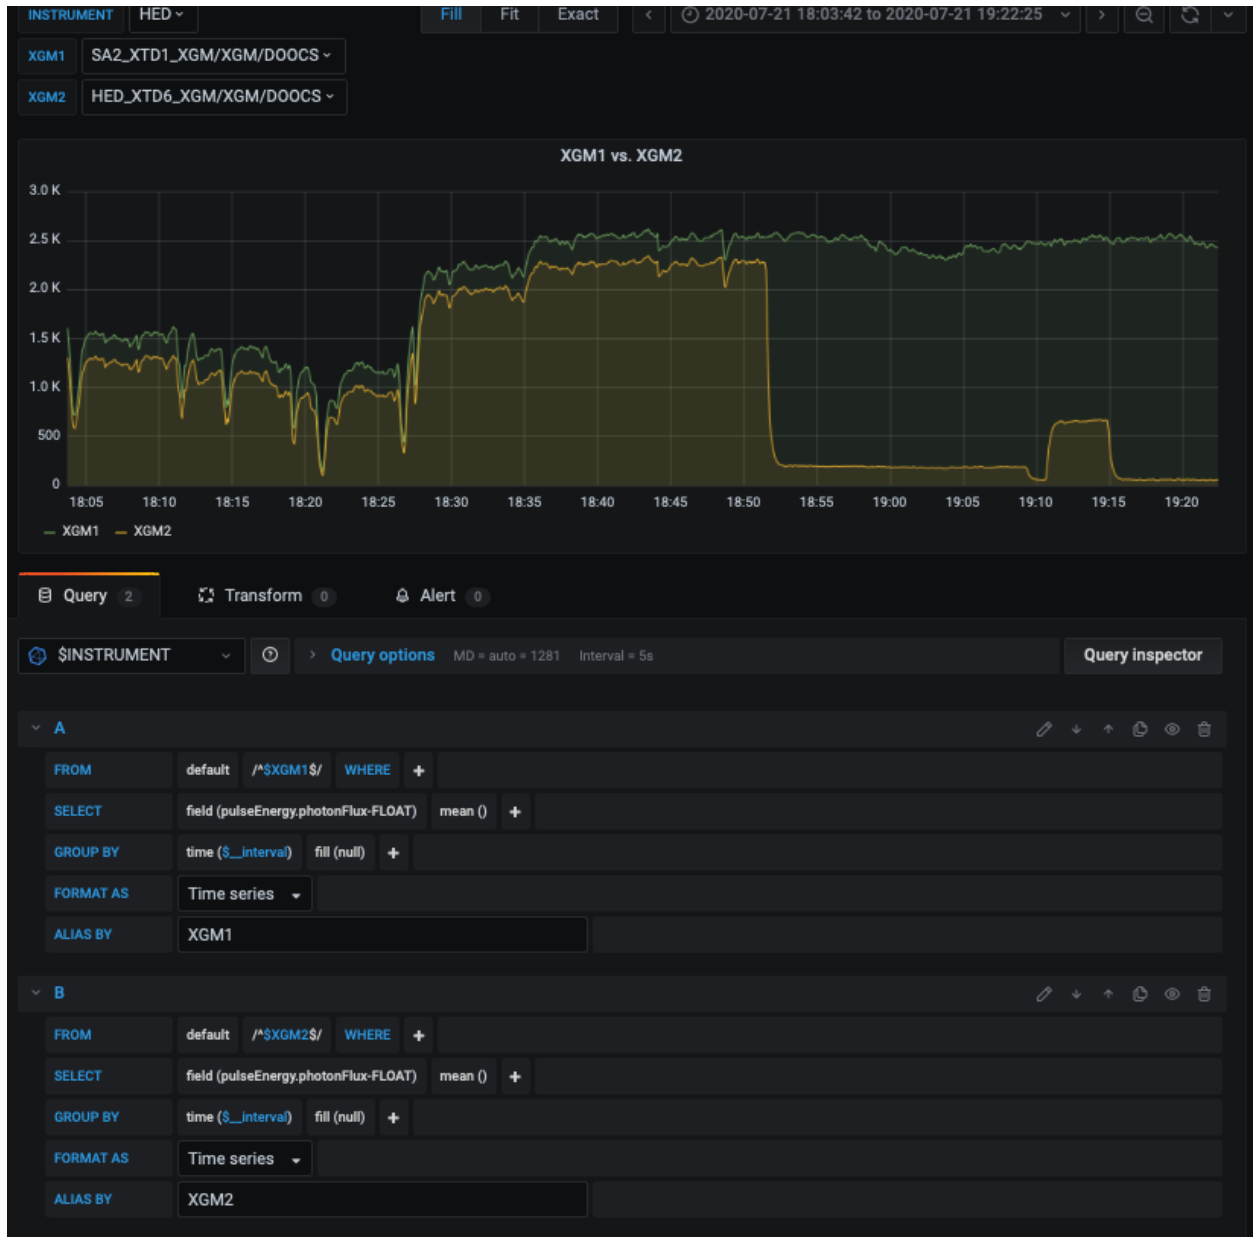 INSTRUMENT HED Fill Fit Exact 2020-07-21 18:03:42 to 2020-07-21 19:22:25
XGM1 SA2_XTD1_XGM/XGM/DOOCS
XGM2 HED_XTD6_XGM/XGM/DOOCS
XGM1 vs. XGM2
3.0 K
2.5 K
2.0 K
1.5 K
1.0 K
500
0
18:05 18:10 18:15 18:20 18:25 18:30 18:35 18:40 18:45 18:50 18:55 19:00 19:05 19:10 19:15 19:20
XGM1 XGM2
Query 2 Transform 0 Alert 0
$INSTRUMENT Query options MD = auto = 1281 Interval = 5s Query inspector
A
FROM default /^$XGM1$/ WHERE +
SELECT field (pulseEnergy.photonFlux-FLOAT) mean () +
GROUP BY time ($__interval) fill (null) +
FORMAT AS Time series
ALIAS BY XGM1
B
FROM default /^$XGM2$/ WHERE +
SELECT field (pulseEnergy.photonFlux-FLOAT) mean () +
GROUP BY time ($__interval) fill (null) +
FORMAT AS Time series
ALIAS BY XGM2